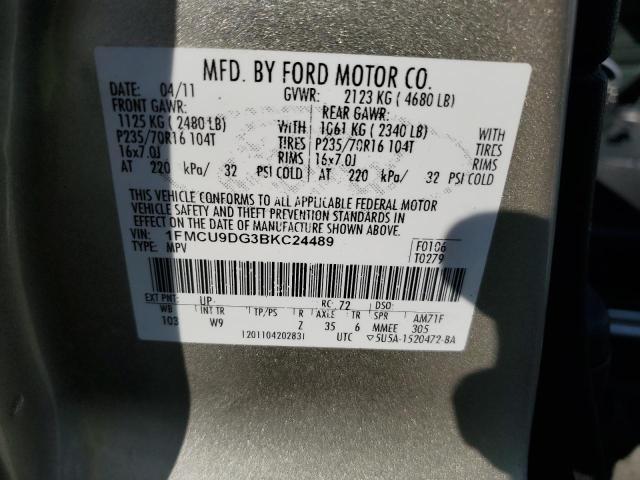 MFD. BY FORD MOTOR CO.
DATE: 04/11 GVWR: 2123 KG ( 4680 LB)
FRONT GAWR: REAR GAWR:
1125 KG ( 2480 LB) WITH 1061 KG ( 2340 LB) WITH
P235/70R16 104T TIRES P235/70R16 104T TIRES
16x7.0J RIMS 16x7.0J RIMS
AT 220 kPa/ 32 PSI COLD AT 220 kPa/ 32 PSI COLD
THIS VEHICLE CONFORMS TO ALL APPLICABLE FEDERAL MOTOR
VEHICLE SAFETY AND THEFT PREVENTION STANDARDS IN
EFFECT ON THE DATE OF MANUFACTURE SHOWN ABOVE.
VIN: 1FMCU9DG3BKC24489 F0106
TYPE: MPV T0279
EXT PNT: UP RC: 72 DSO:
WB INT TR TP/PS R AXLE TR SPR AM71F
103 W9 Z 35 6 MMEE 305
1201104202831 UTC 5U5A-1520472-BA